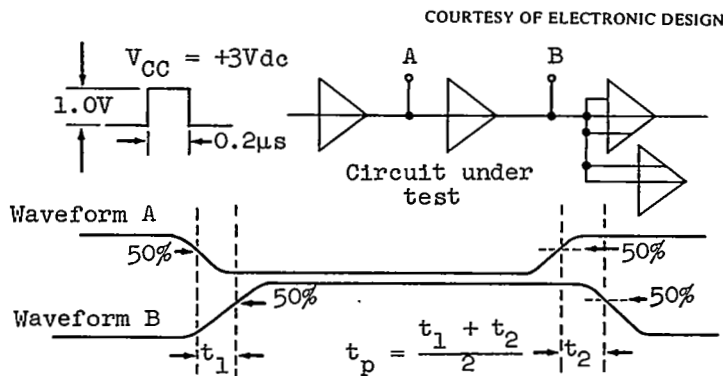 COURTESY OF ELECTRONIC DESIGN
V_CC = +3Vdc
A
B
1.0V
0.2μs
Circuit under
test
Waveform A
50%
50%
50%
50%
Waveform B
t_1
t_p = (t_1 + t_2)/2
t_2